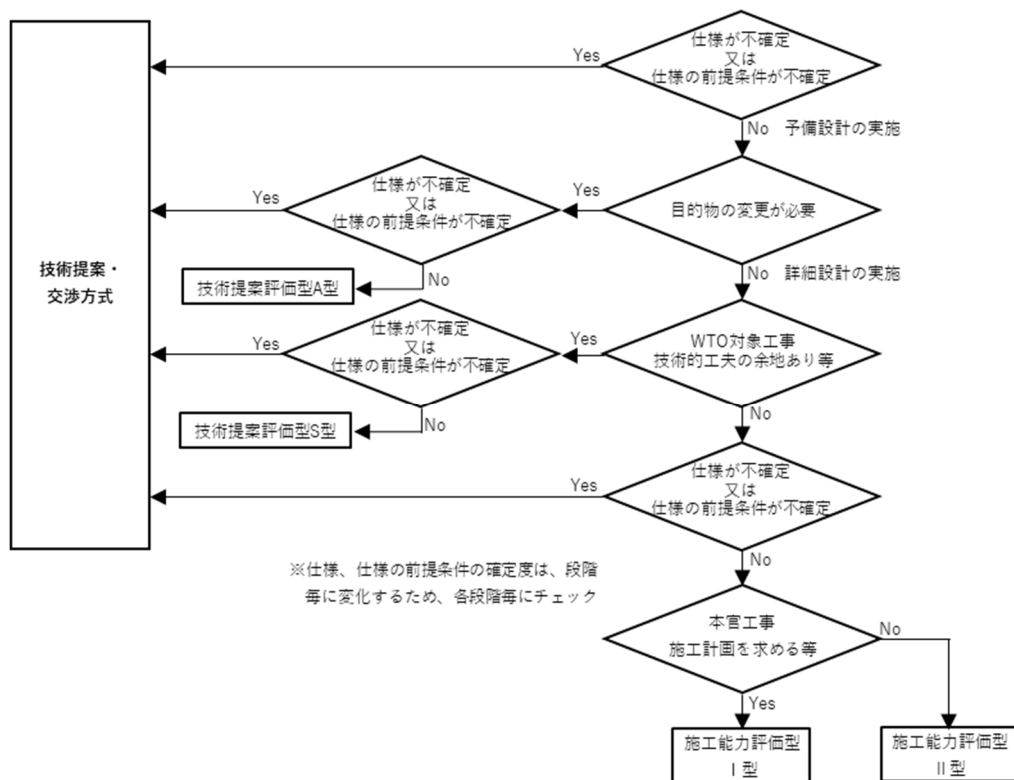 仕様が不確定
又は
仕様の前提条件が不確定
Yes
No 予備設計の実施
目的物の変更が必要
Yes
仕様が不確定
又は
仕様の前提条件が不確定
Yes
No
技術提案評価型A型
技術提案・
交渉方式
No 詳細設計の実施
WTO対象工事
技術的工夫の余地あり等
Yes
仕様が不確定
又は
仕様の前提条件が不確定
Yes
No
技術提案評価型S型
No
仕様が不確定
又は
仕様の前提条件が不確定
Yes
No
※仕様、仕様の前提条件の確定度は、段階
毎に変化するため、各段階毎にチェック
本官工事
施工計画を求める等
No
Yes
施工能力評価型
Ⅰ型
施工能力評価型
Ⅱ型